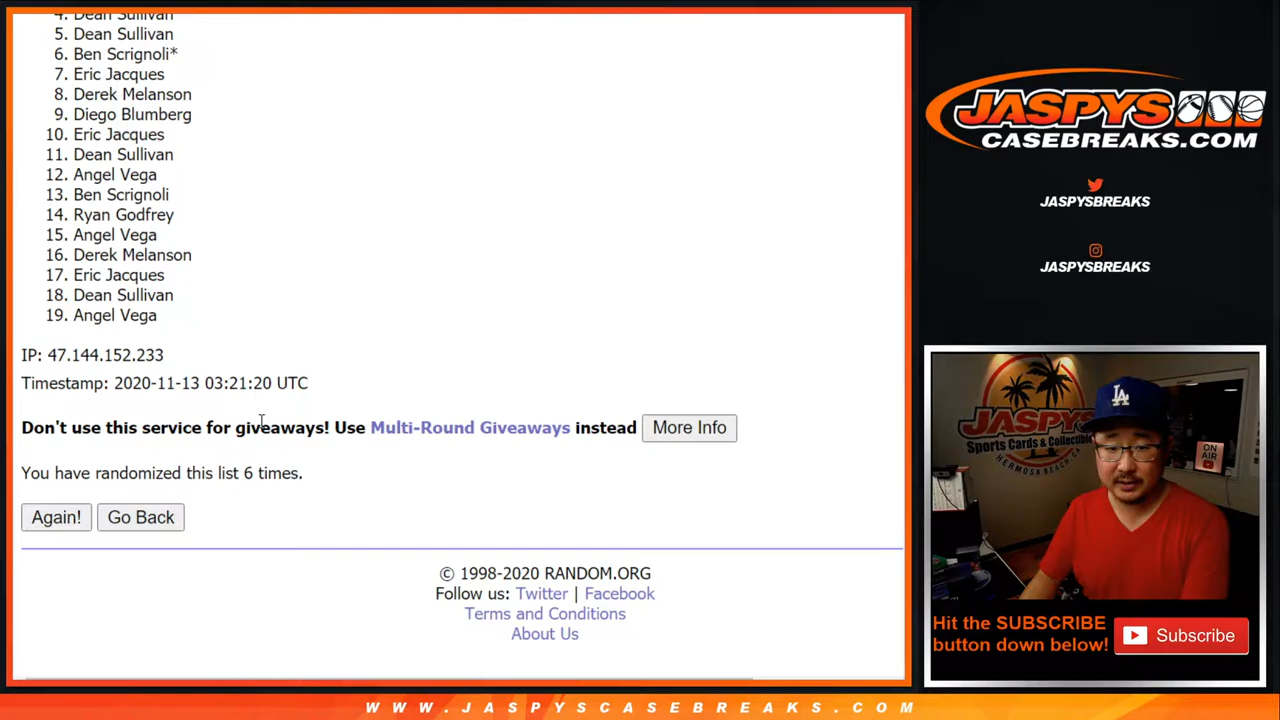 4. Dean Sullivan
5. Dean Sullivan
6. Ben Scrignoli*
7. Eric Jacques
8. Derek Melanson
9. Diego Blumberg
10. Eric Jacques
11. Dean Sullivan
12. Angel Vega
13. Ben Scrignoli
14. Ryan Godfrey
15. Angel Vega
16. Derek Melanson
17. Eric Jacques
18. Dean Sullivan
19. Angel Vega
IP: 47.144.152.233
Timestamp: 2020-11-13 03:21:20 UTC
Don't use this service for giveaways! Use Multi-Round Giveaways instead More Info
You have randomized this list 6 times.
Again! Go Back
© 1998-2020 RANDOM.ORG
Follow us: Twitter | Facebook
Terms and Conditions
About Us
JASPYS
CASEBREAKS.COM
JASPYSBREAKS
JASPYSBREAKS
JASPYS
Sports Cards & Collectibles
HERMOSA BEACH, CA
LA
ON
AIR
Hit the SUBSCRIBE
button down below!
Subscribe
WWW.JASPYSCASEBREAKS.COM